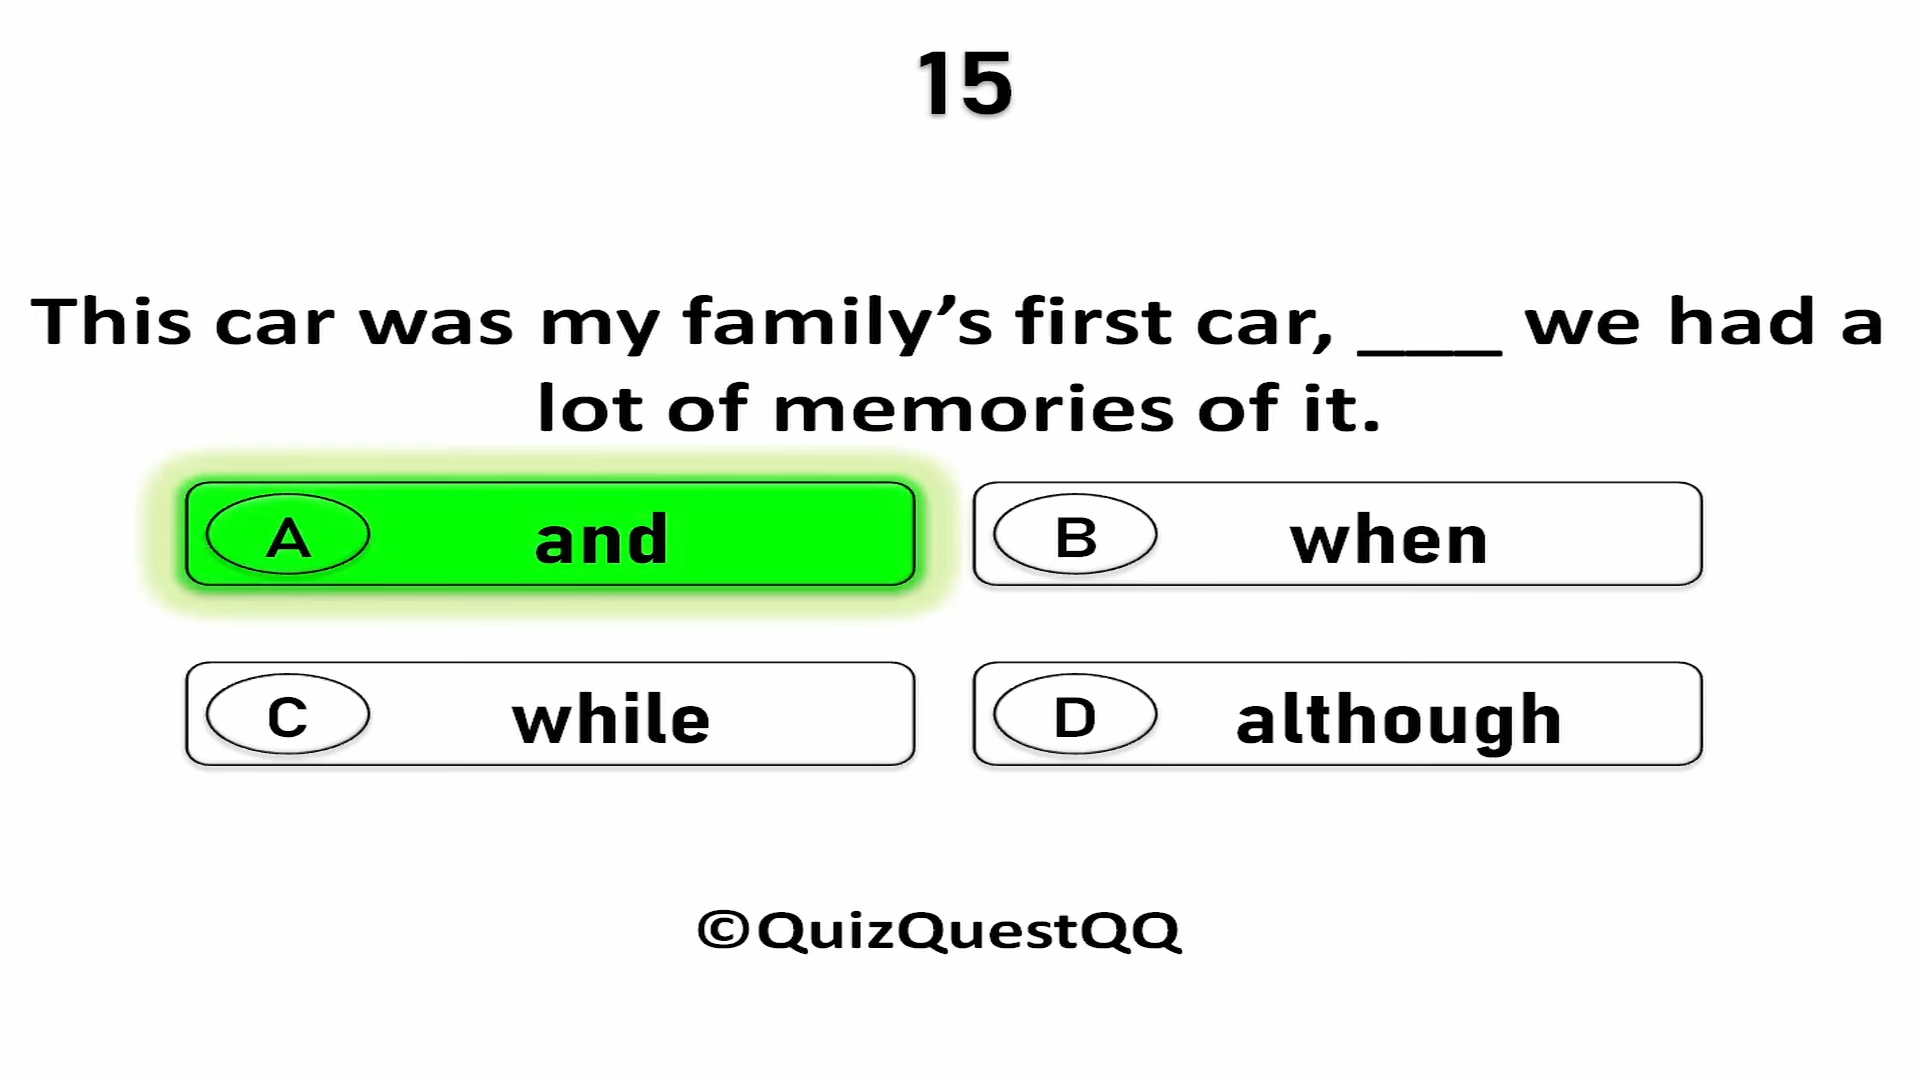 15
This car was my family’s first car, ___ we had a
lot of memories of it.
A and
B when
C while
D although
©QuizQuestQQ